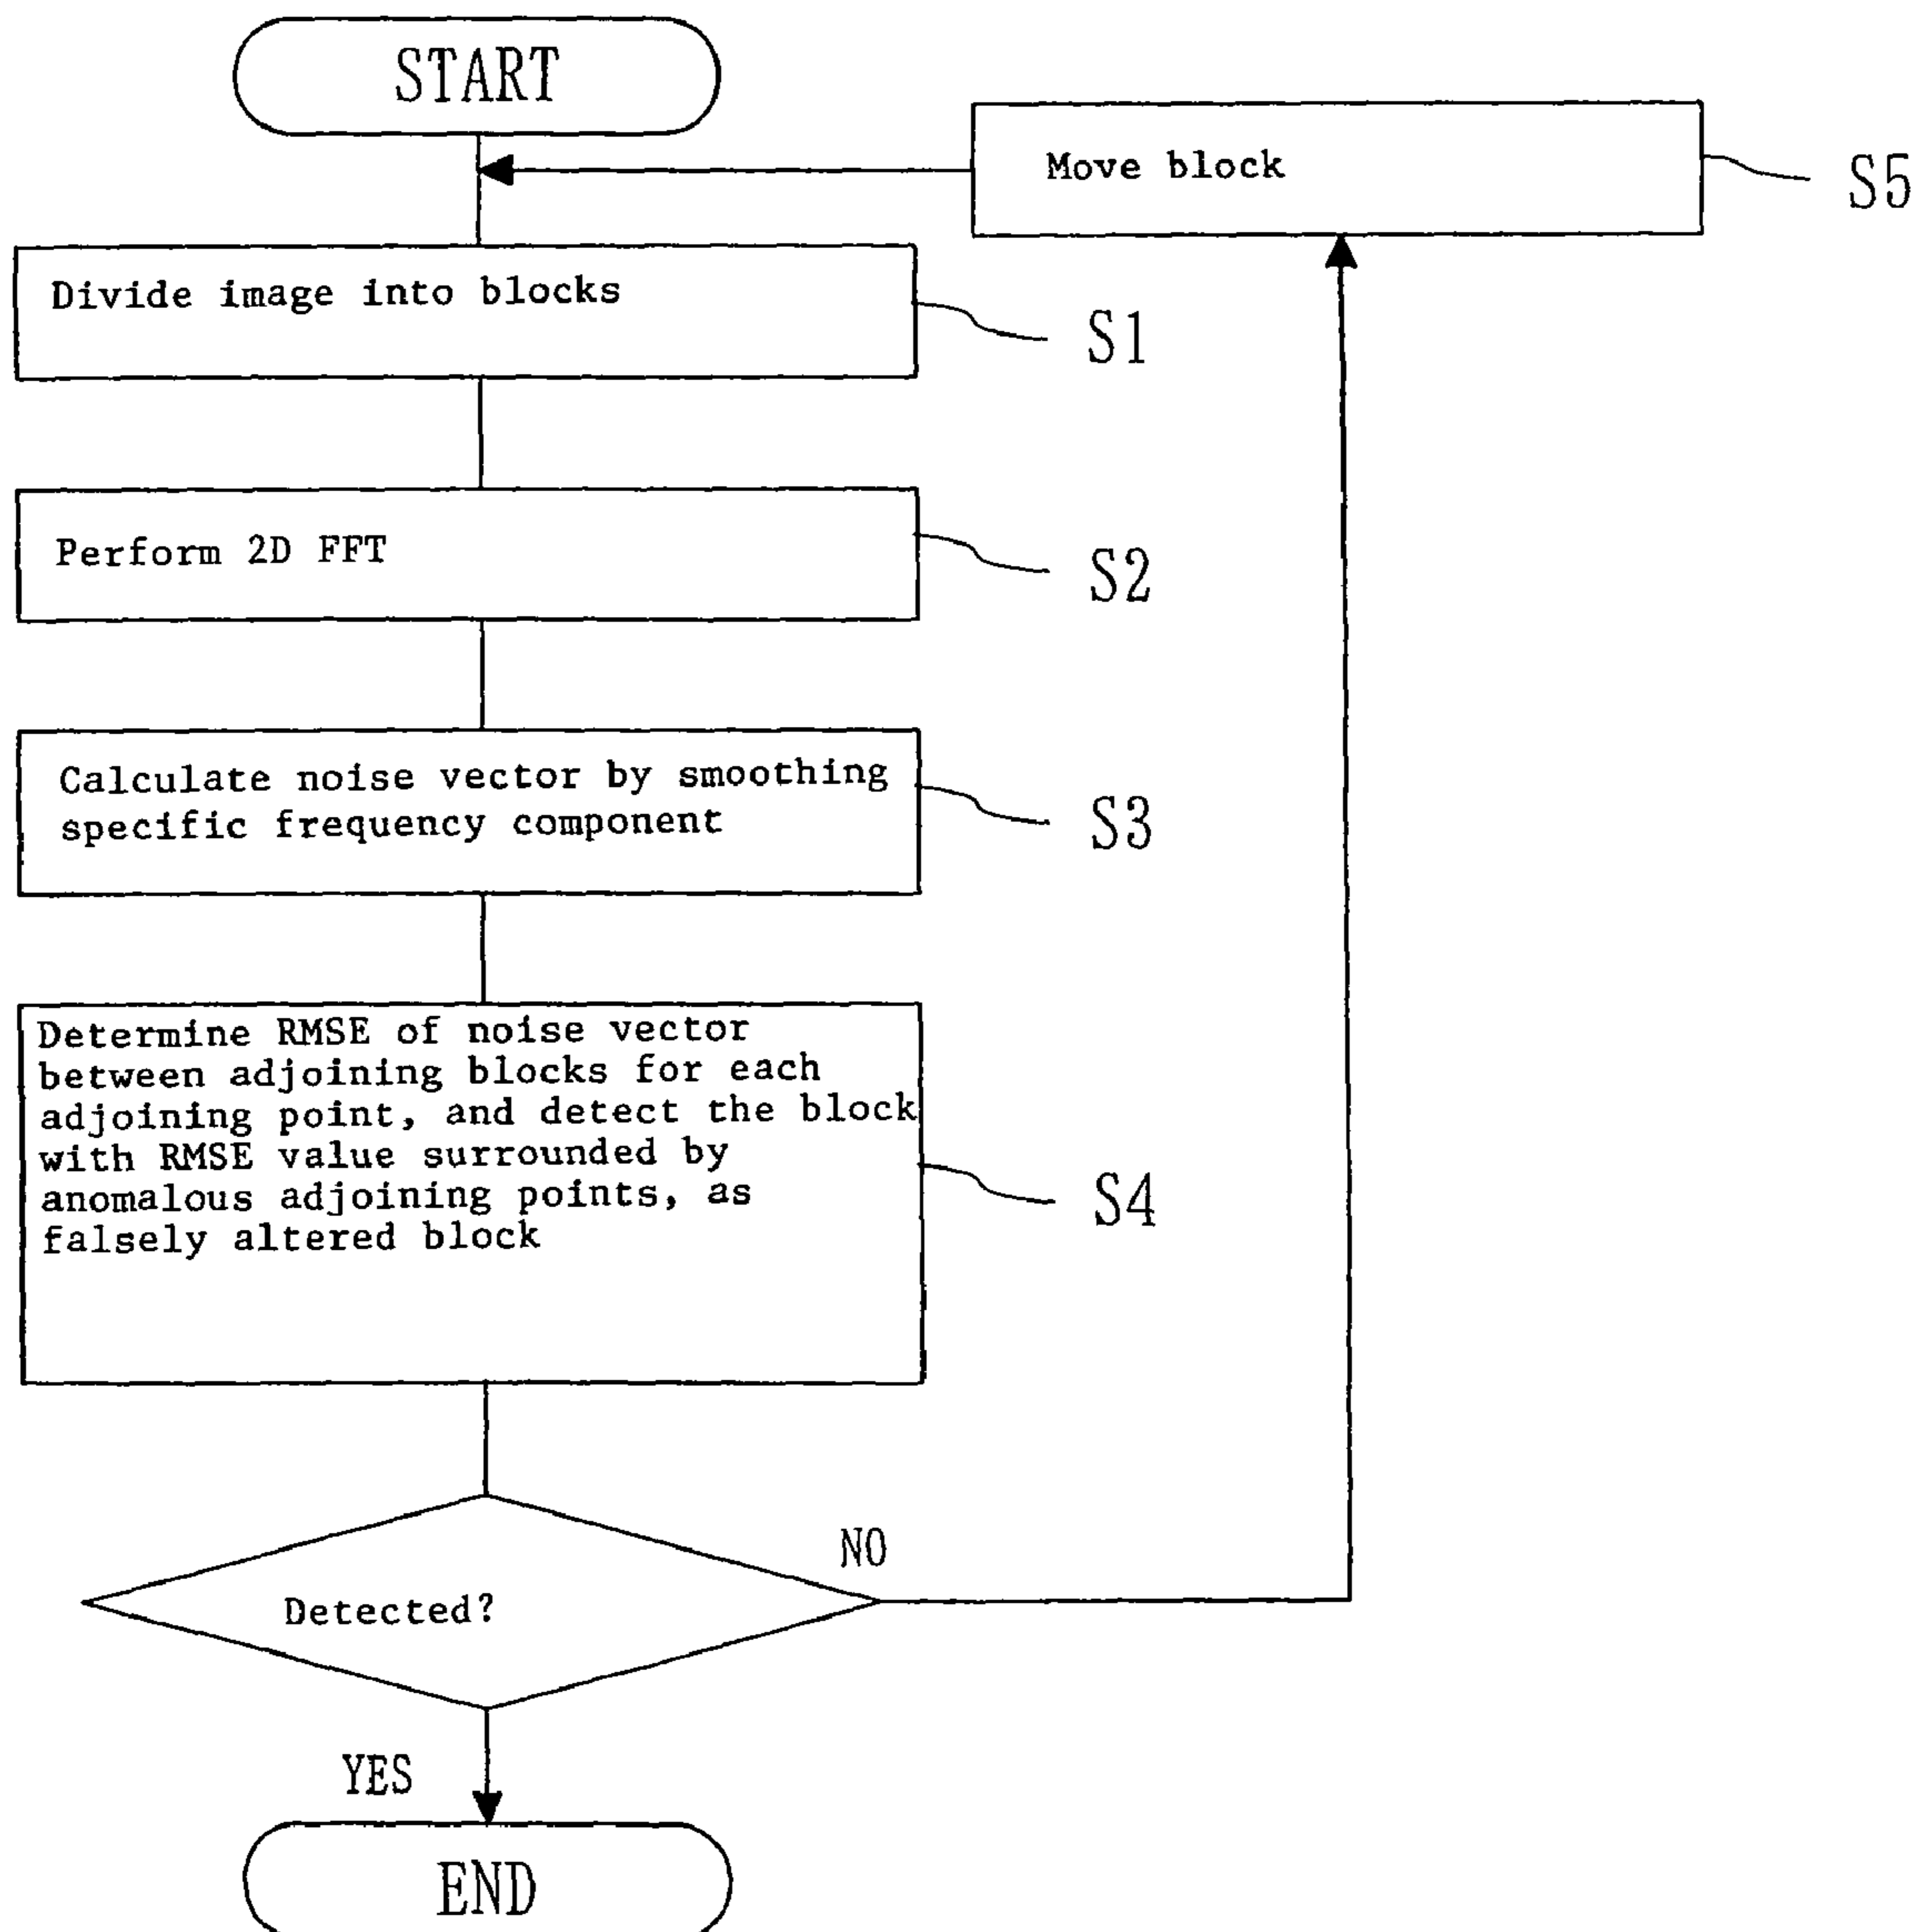 START
Move block
S5
Divide image into blocks
S1
Perform 2D FFT
S2
Calculate noise vector by smoothing
specific frequency component
S3
Determine RMSE of noise vector
between adjoining blocks for each
adjoining point, and detect the block
with RMSE value surrounded by
anomalous adjoining points, as
falsely altered block
S4
NO
Detected?
YES
END